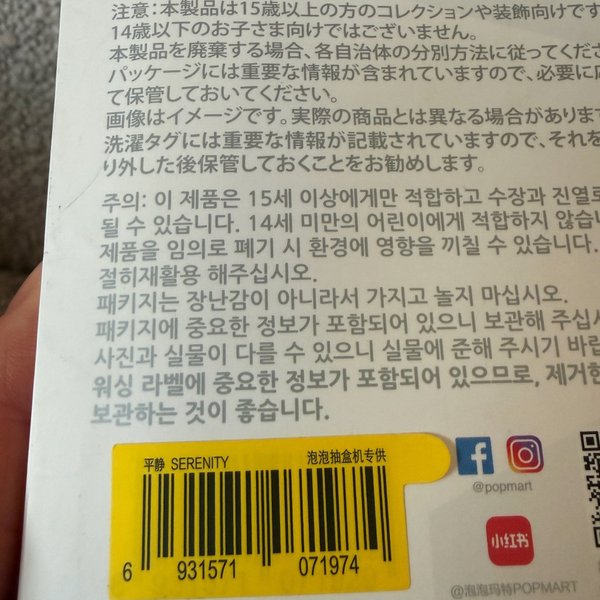 注意：本製品は15歳以上の方のコレクションや装飾向けです
14歳以下のお子さま向けではございません。
本製品を廃棄する場合、各自治体の分別方法に従ってくださ
パッケージには重要な情報が含まれていますので、必要に応
て保管しておいてください。
画像はイメージです。実際の商品とは異なる場合があります
洗濯タグには重要な情報が記載されていますので、それを
り外した後保管しておくことをお勧めします。
주의: 이 제품은 15세 이상에게만 적합하고 수장과 진열로
될 수 있습니다. 14세 미만의 어린이에게 적합하지 않습니
제품을 임의로 폐기 시 환경에 영향을 끼칠 수 있습니다.
절히재활용 해주십시오.
패키지는 장난감이 아니라서 가지고 놀지 마십시오.
패키지에 중요한 정보가 포함되어 있으니 보관해 주십시
사진과 실물이 다를 수 있으니 실물에 준해 주시기 바랍
워싱 라벨에 중요한 정보가 포함되어 있으므로, 제거한
보관하는 것이 좋습니다.
平静 SERENITY 泡泡抽盒机专供
6 931571 071974
@popmart
小红书
@泡泡玛特POPMART